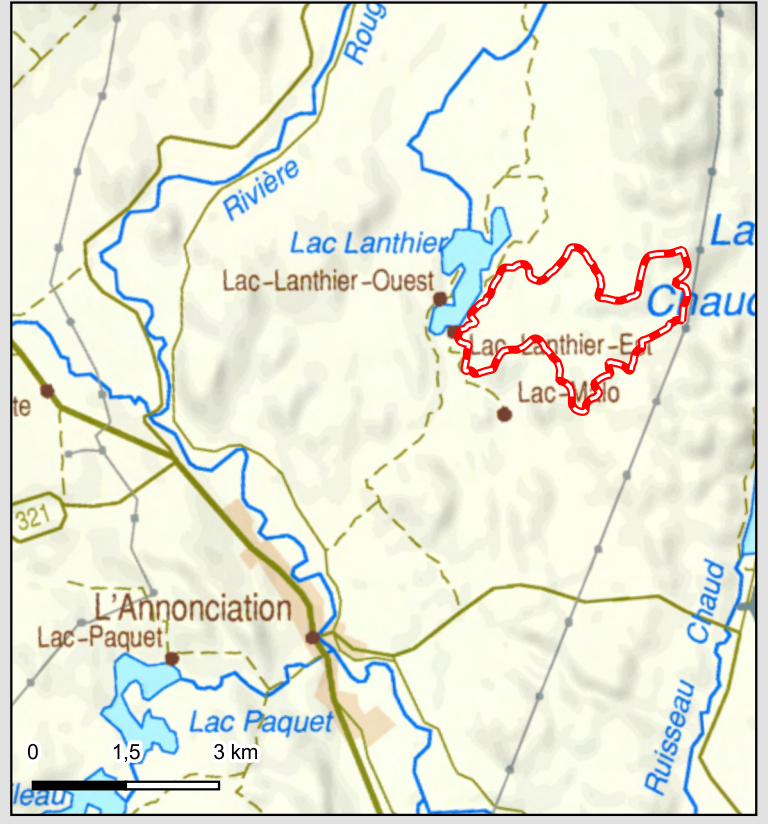 Roug
Rivière
La
Lac Lanthier
Lac-Lanthier-Ouest
Chaud
Lac-Lanthier-Est
Lac-Malo
te
321
L'Annonciation
Lac-Paquet
Chaud
Ruisseau
Lac Paquet
0 1,5 3 km
leau